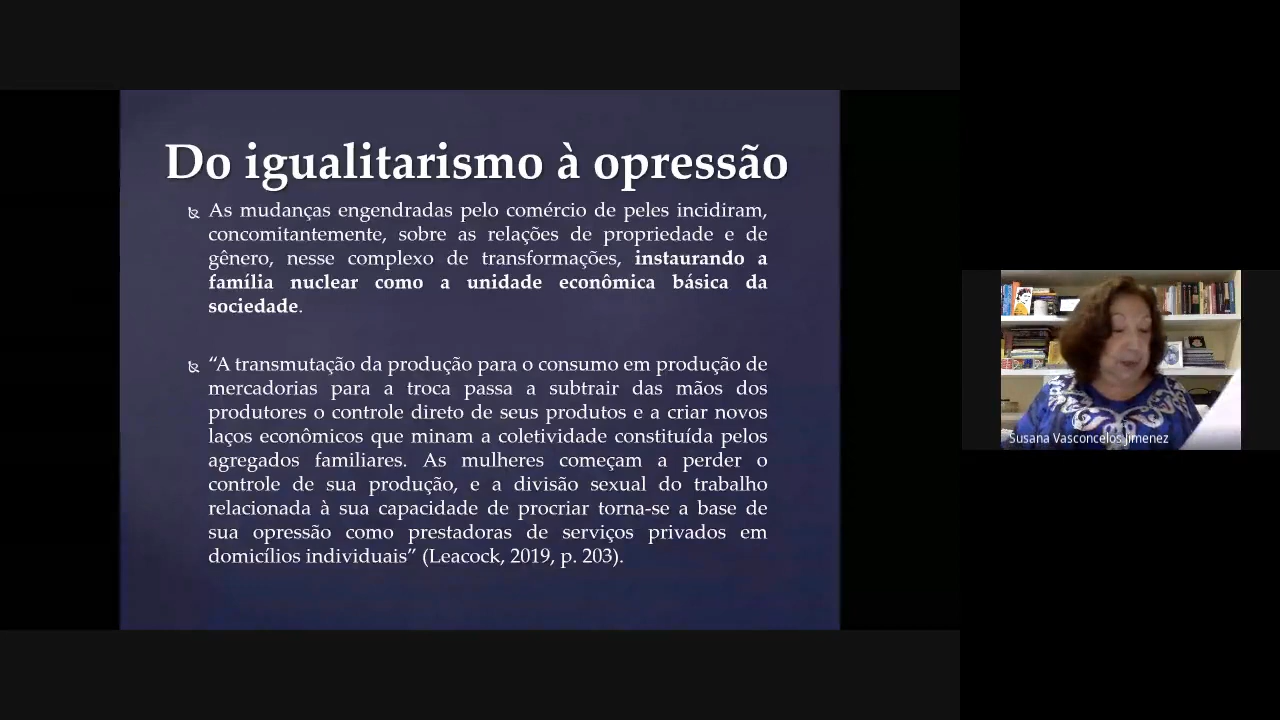 Do igualitarismo à opressão
As mudanças engendradas pelo comércio de peles incidiram,
concomitantemente, sobre as relações de propriedade e de
gênero, nesse complexo de transformações, instaurando a
família nuclear como a unidade econômica básica da
sociedade.
“A transmutação da produção para o consumo em produção de
mercadorias para a troca passa a subtrair das mãos dos
produtores o controle direto de seus produtos e a criar novos
laços econômicos que minam a coletividade constituída pelos
agregados familiares. As mulheres começam a perder o
controle de sua produção, e a divisão sexual do trabalho
relacionada à sua capacidade de procriar torna-se a base de
sua opressão como prestadoras de serviços privados em
domicílios individuais” (Leacock, 2019, p. 203).
Susana Vasconcelos Jimenez